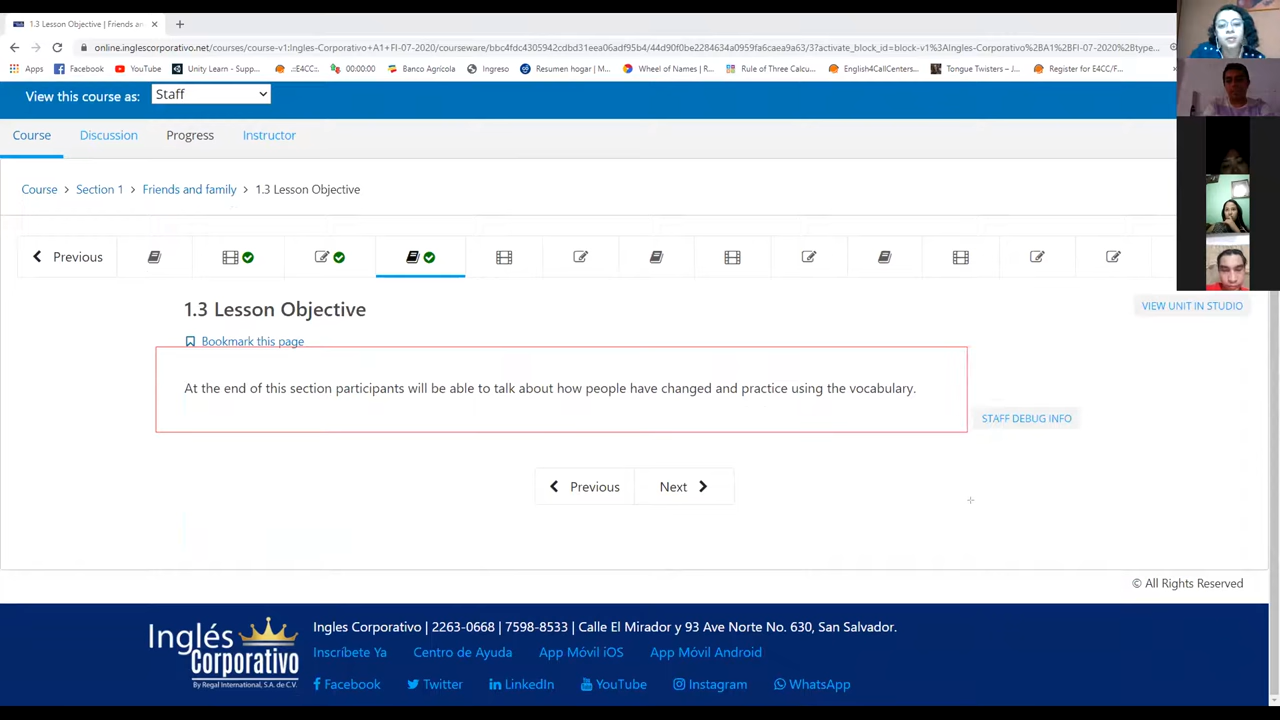 1.3 Lesson Objective | Friends an
online.inglescorporativo.net/courses/course-v1:Ingles-Corporativo+A1+FI-07-2020/courseware/bbc4fdc4305942cdbd31eea06adf95b4/44d90f0be2284634a0959fa6caea9a63/3?activate_block_id=block-v1%3AIngles-Corporativo%2BA1%2BFI-07-2020%2Btype...
Apps Facebook YouTube Unity Learn - Supp... .::E4CC:. 00:00:00 Banco Agrícola Ingreso Resumen hogar | M... Wheel of Names | R... Rule of Three Calcu... English4CallCenters... Tongue Twisters – J... Register for E4CC/F...
View this course as: Staff
Course Discussion Progress Instructor
Course > Section 1 > Friends and family > 1.3 Lesson Objective
Previous
1.3 Lesson Objective
VIEW UNIT IN STUDIO
Bookmark this page
At the end of this section participants will be able to talk about how people have changed and practice using the vocabulary.
STAFF DEBUG INFO
Previous Next
© All Rights Reserved
Inglés Corporativo
By Regal International, S.A. de C.V.
Ingles Corporativo | 2263-0668 | 7598-8533 | Calle El Mirador y 93 Ave Norte No. 630, San Salvador.
Inscríbete Ya Centro de Ayuda App Móvil iOS App Móvil Android
Facebook Twitter LinkedIn YouTube Instagram WhatsApp